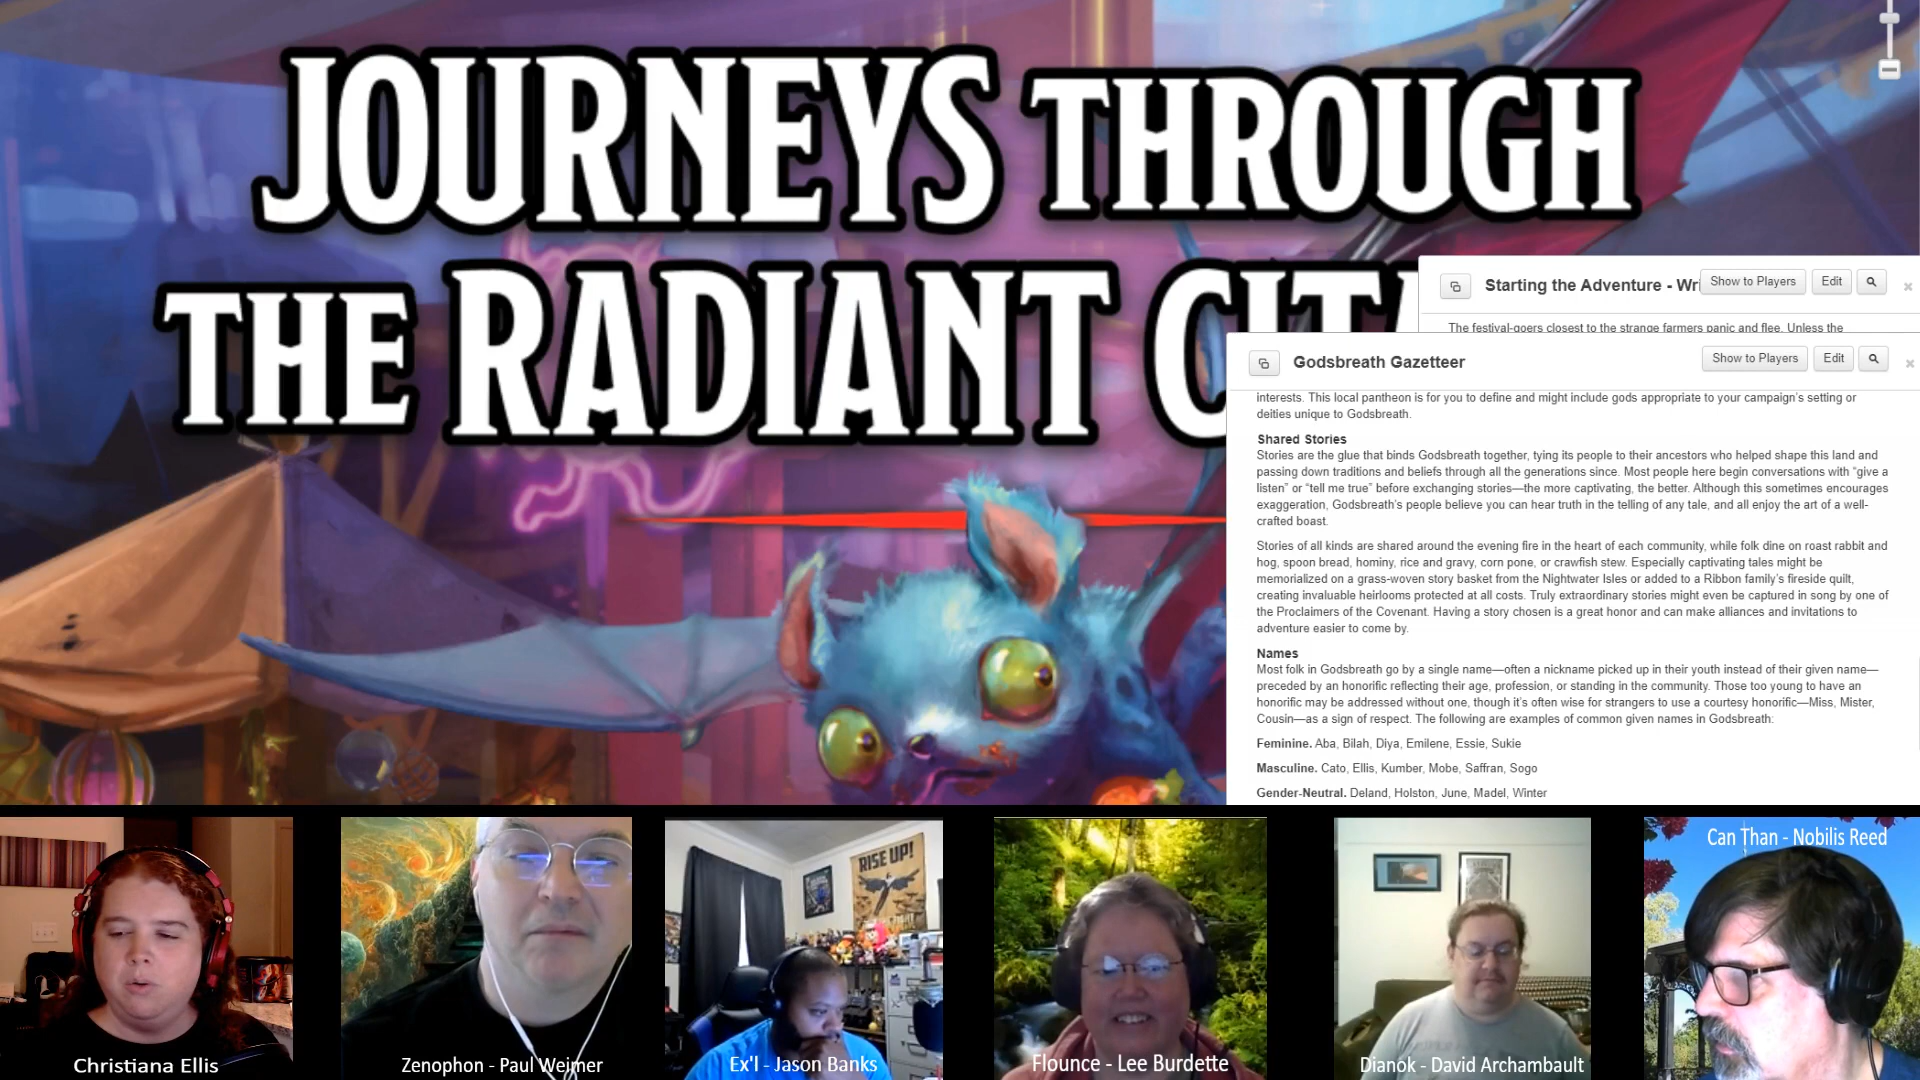 JOURNEYS THROUGH
THE RADIANT
Starting the Adventure -
Show to Players
Edit
The festival-goers closest to the strange farmers panic and flee. Unless the
Godsbreath Gazetteer
Show to Players
Edit
interests. This local pantheon is for you to define and might include gods appropriate to your campaign's setting or
deities unique to Godsbreath.
Shared Stories
Stories are the glue that binds Godsbreath together, tying its people to their ancestors who helped shape this land and
passing down traditions and beliefs through all the generations since. Most people here begin conversations with “give a
listen” or “tell me true” before exchanging stories—the more captivating, the better. Although this sometimes encourages
exaggeration, Godsbreath's people believe you can hear truth in the telling of any tale, and all enjoy the art of a well-
crafted boast.
Stories of all kinds are shared around the evening fire in the heart of each community, while folk dine on roast rabbit and
hog, spoon bread, hominy, rice and gravy, corn pone, or crawfish stew. Especially captivating tales might be
memorialized on a grass-woven story basket from the Nightwater Isles or added to a Ribbon family's fireside quilt,
creating invaluable heirlooms protected at all costs. Truly extraordinary stories might even be captured in song by one of
the Proclaimers of the Covenant. Having a story chosen is a great honor and can make alliances and invitations to
adventure easier to come by.
Names
Most folk in Godsbreath go by a single name—often a nickname picked up in their youth instead of their given name—
preceded by an honorific reflecting their age, profession, or standing in the community. Those too young to have an
honorific may be addressed without one, though it's often wise for strangers to use a courtesy honorific—Miss, Mister,
Cousin—as a sign of respect. The following are examples of common given names in Godsbreath:
Feminine. Aba, Bilah, Diya, Emilene, Essie, Sukie
Masculine. Cato, Ellis, Kumber, Mobe, Saffran, Sogo
Gender-Neutral. Deland, Holston, June, Madel, Winter
RISE UP!
Can Than - Nobilis Reed
Christiana Ellis
Zenophon - Paul Weimer
Ex'l - Jason Banks
Flounce - Lee Burdette
Dianok - David Archambault